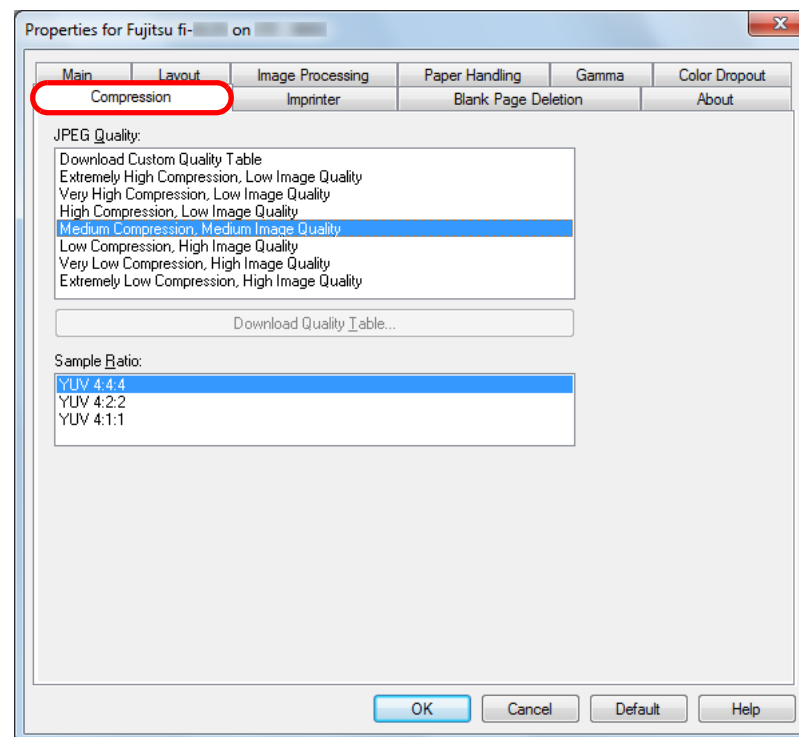 Properties for Fujitsu fi- on
Main Layout Image Processing Paper Handling Gamma Color Dropout
Compression Imprinter Blank Page Deletion About
JPEG Quality:
Download Custom Quality Table
Extremely High Compression, Low Image Quality
Very High Compression, Low Image Quality
High Compression, Low Image Quality
Medium Compression, Medium Image Quality
Low Compression, High Image Quality
Very Low Compression, High Image Quality
Extremely Low Compression, High Image Quality
Download Quality Table...
Sample Ratio:
YUV 4:4:4
YUV 4:2:2
YUV 4:1:1
OK Cancel Default Help